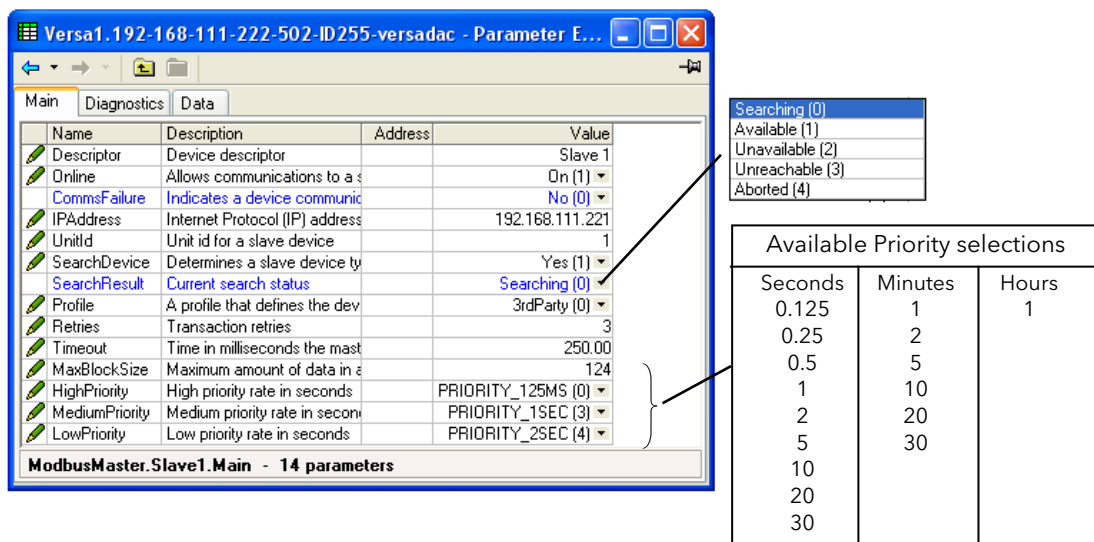 Versa1.192-168-111-222-502-ID255-versadac - Parameter E...
Main Diagnostics Data
Name Description Address Value
Descriptor Device descriptor Slave 1
Online Allows communications to a s On (1)
CommsFailure Indicates a device communic No (0)
IPAddress Internet Protocol (IP) address 192.168.111.221
UnitId Unit id for a slave device 1
SearchDevice Determines a slave device ty Yes (1)
SearchResult Current search status Searching (0)
Profile A profile that defines the dev 3rdParty (0)
Retries Transaction retries 3
Timeout Time in milliseconds the mast 250.00
MaxBlockSize Maximum amount of data in a 124
HighPriority High priority rate in seconds PRIORITY_125MS (0)
MediumPriority Medium priority rate in secon PRIORITY_1SEC (3)
LowPriority Low priority rate in seconds PRIORITY_2SEC (4)
ModbusMaster.Slave1.Main - 14 parameters
Searching (0)
Available (1)
Unavailable (2)
Unreachable (3)
Aborted (4)
Available Priority selections
Seconds Minutes Hours
0.125 1 1
0.25 2
0.5 5
1 10
2 20
5 30
10
20
30